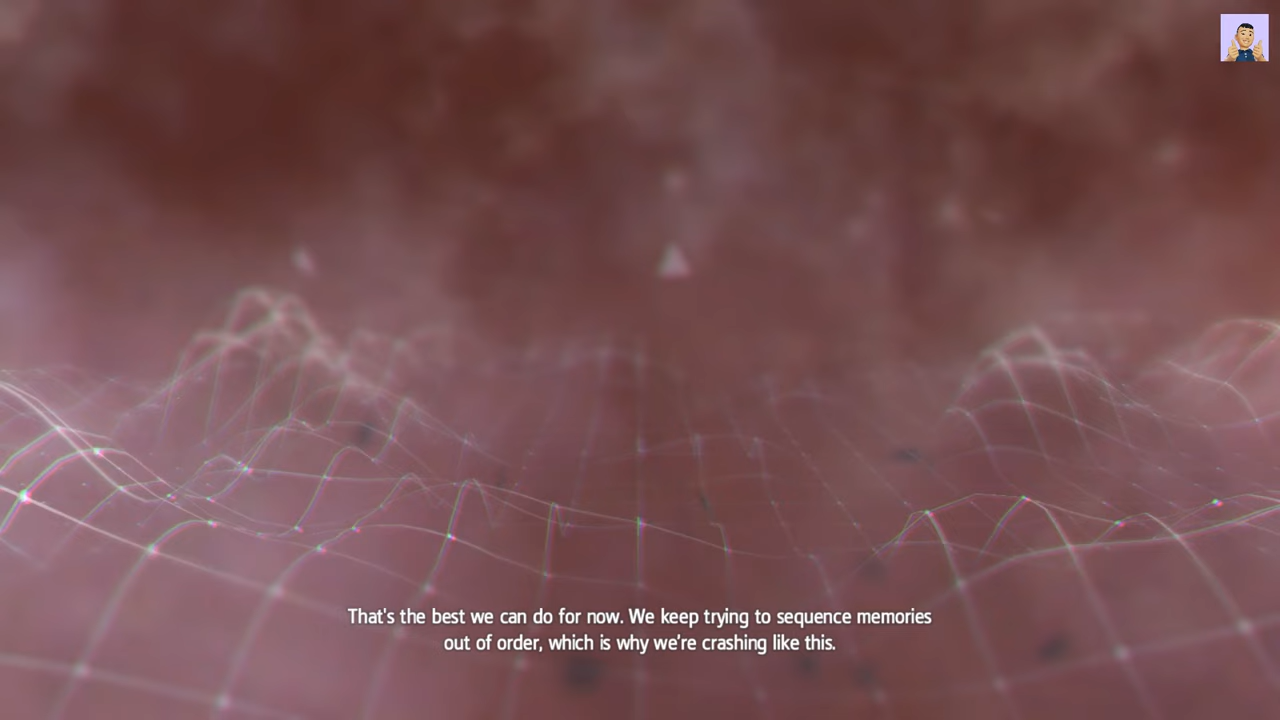 That's the best we can do for now. We keep trying to sequence memories
out of order, which is why we're crashing like this.